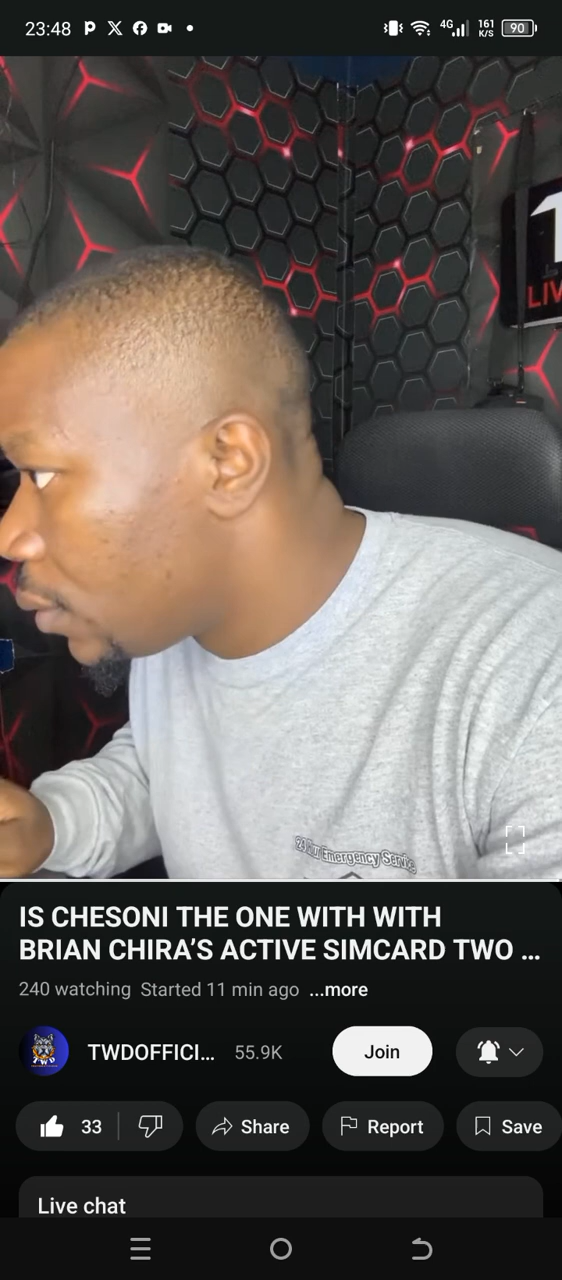 23:48
4G
161
K/S
90
1
LIV
24 Hour Emergency Service
IS CHESONI THE ONE WITH WITH
BRIAN CHIRA'S ACTIVE SIMCARD TWO ...
240 watching Started 11 min ago ...more
TWD
TWDOFFICI... 55.9K Join
33 Share Report Save
Live chat